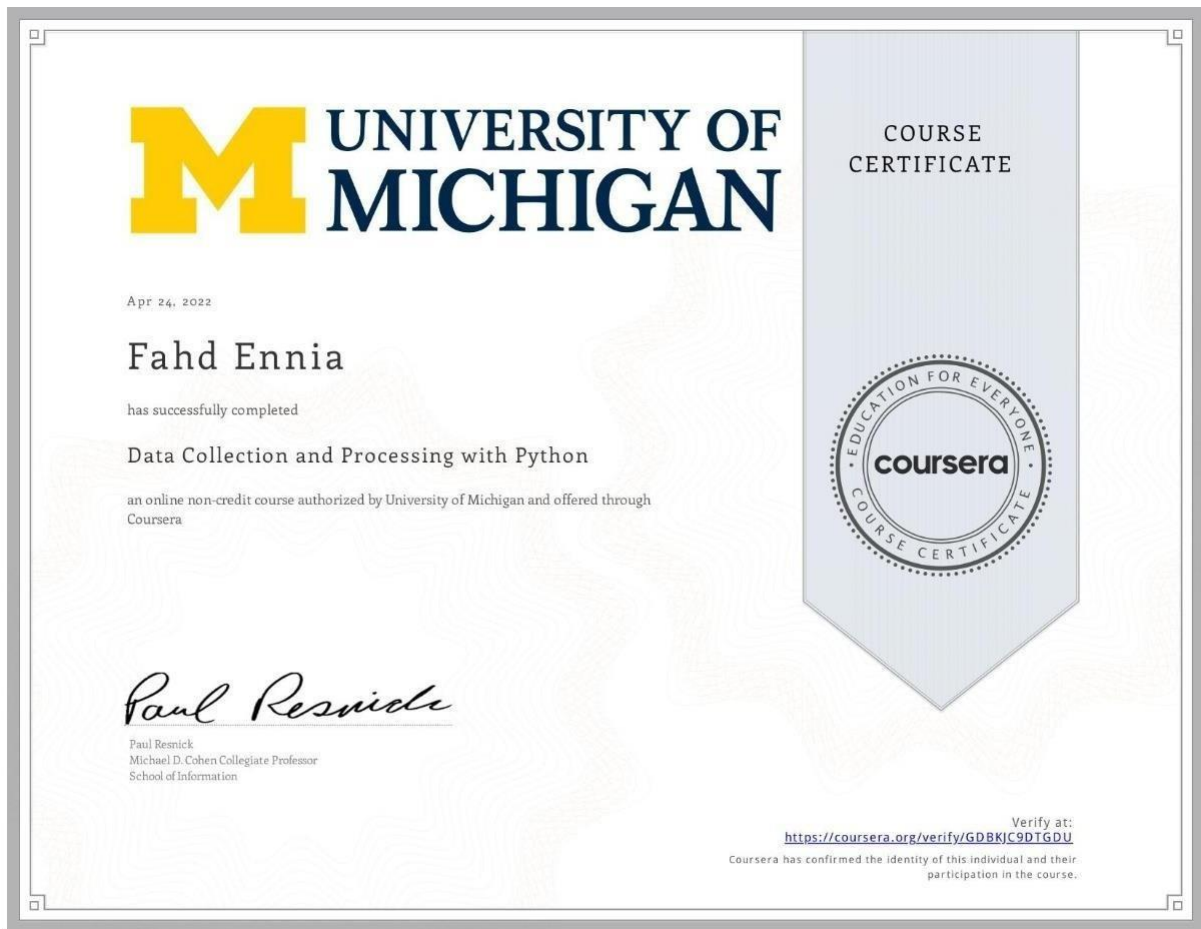 UNIVERSITY OF
MICHIGAN
COURSE
CERTIFICATE
Apr 24, 2022
Fahd Ennia
has successfully completed
Data Collection and Processing with Python
an online non-credit course authorized by University of Michigan and offered through
Coursera
EDUCATION FOR EVERYONE
coursera
COURSE CERTIFICATE
Paul Resnick
Paul Resnick
Michael D. Cohen Collegiate Professor
School of Information
Verify at:
https://coursera.org/verify/GDBKJC9DTGDU
Coursera has confirmed the identity of this individual and their
participation in the course.